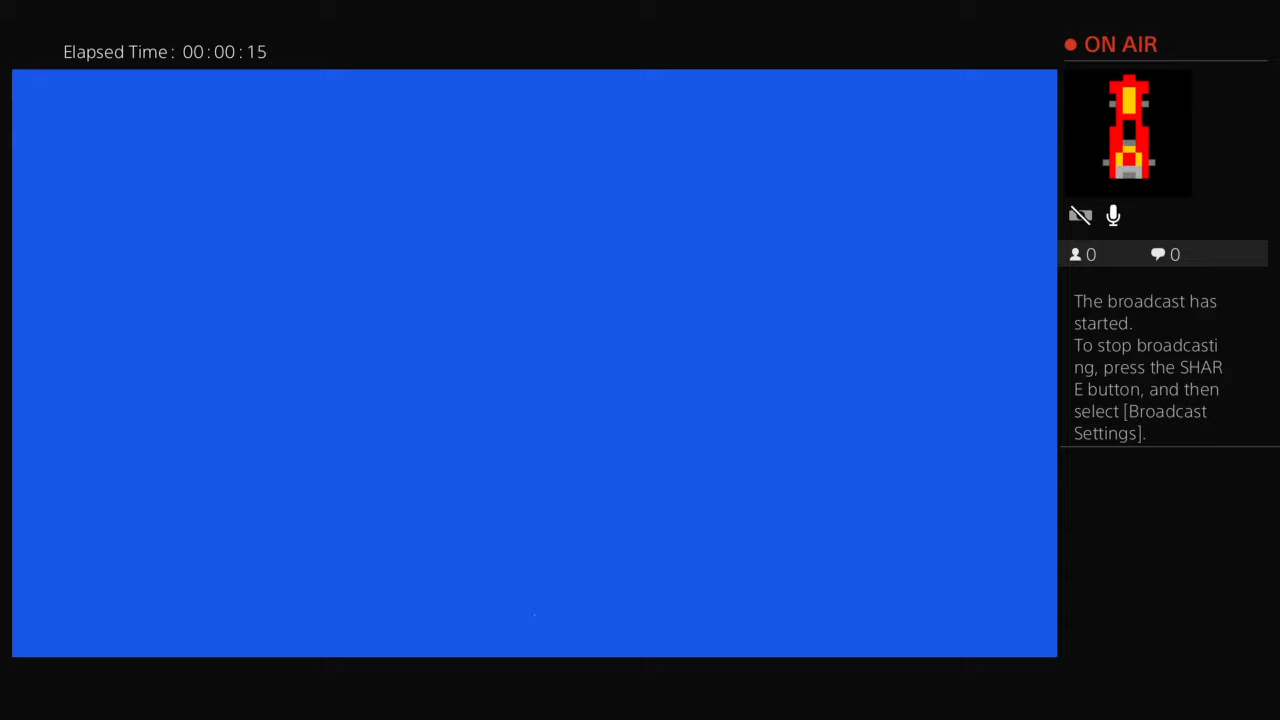 Elapsed Time: 00:00:15
ON AIR
0 0
The broadcast has
started.
To stop broadcasti
ng, press the SHAR
E button, and then
select [Broadcast
Settings].